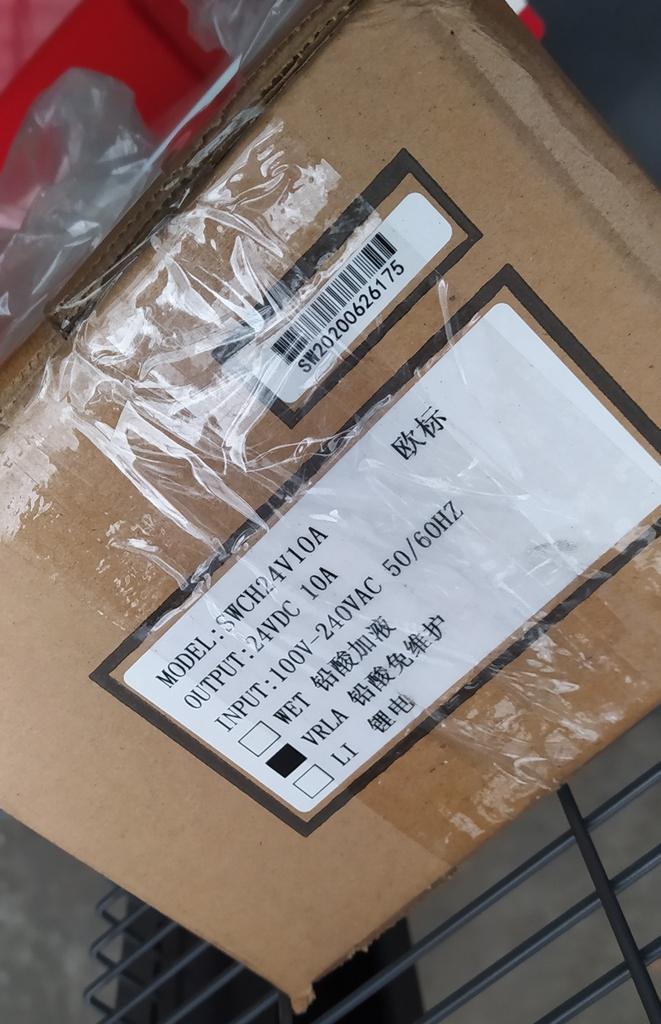 SW20200626175
欧标
MODEL:SWCH24V10A
OUTPUT:24VDC 10A
INPUT:100V-240VAC 50/60HZ
WET 铅酸加液
VRLA 铅酸免维护
LI 锂电